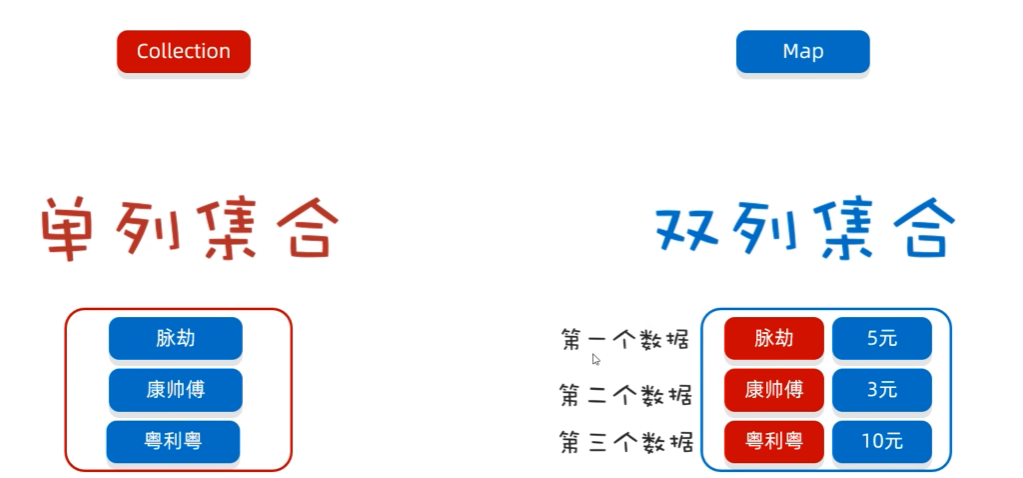 Collection
Map
单列集合
双列集合
脉劫
康帅傅
粤利粤
第一个数据 脉劫 5元
第二个数据 康帅傅 3元
第三个数据 粤利粤 10元